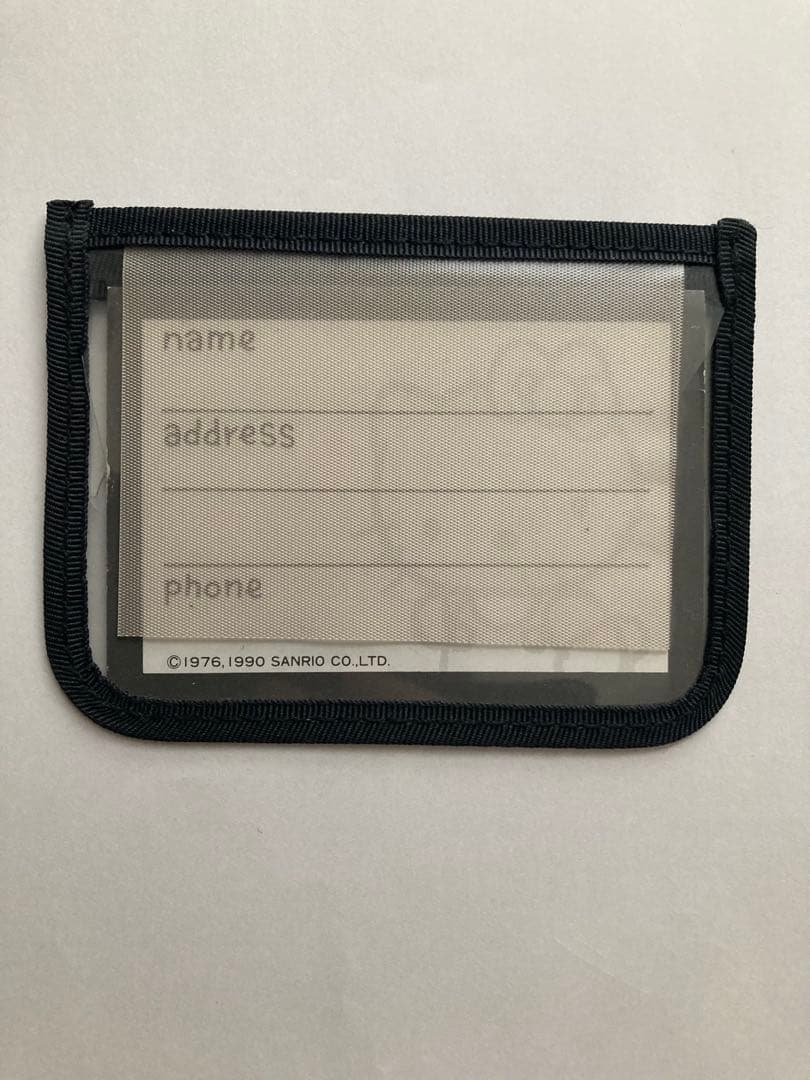 name
address
phone
©1976,1990 SANRIO CO.,LTD.